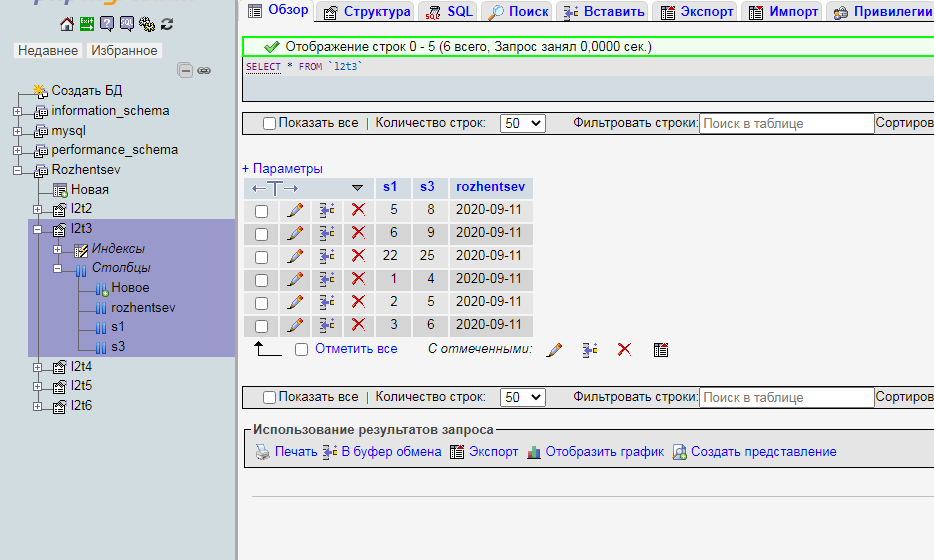 Обзор Структура SQL Поиск Вставить Экспорт Импорт Привилегии
Недавнее Избранное
Создать БД
information_schema
mysql
performance_schema
Rozhentsev
Новая
l2t2
l2t3
Индексы
Столбцы
Новое
rozhentsev
s1
s3
l2t4
l2t5
l2t6
Отображение строк 0 - 5 (6 всего, Запрос занял 0,0000 сек.)
SELECT * FROM `l2t3`
Показать все | Количество строк: 50 Фильтровать строки: Поиск в таблице Сортиров
+ Параметры
←T→ s1 s3 rozhentsev
5 8 2020-09-11
6 9 2020-09-11
22 25 2020-09-11
1 4 2020-09-11
2 5 2020-09-11
3 6 2020-09-11
Отметить все С отмеченными:
Показать все | Количество строк: 50 Фильтровать строки: Поиск в таблице Сортиров
Использование результатов запроса
Печать В буфер обмена Экспорт Отобразить график Создать представление